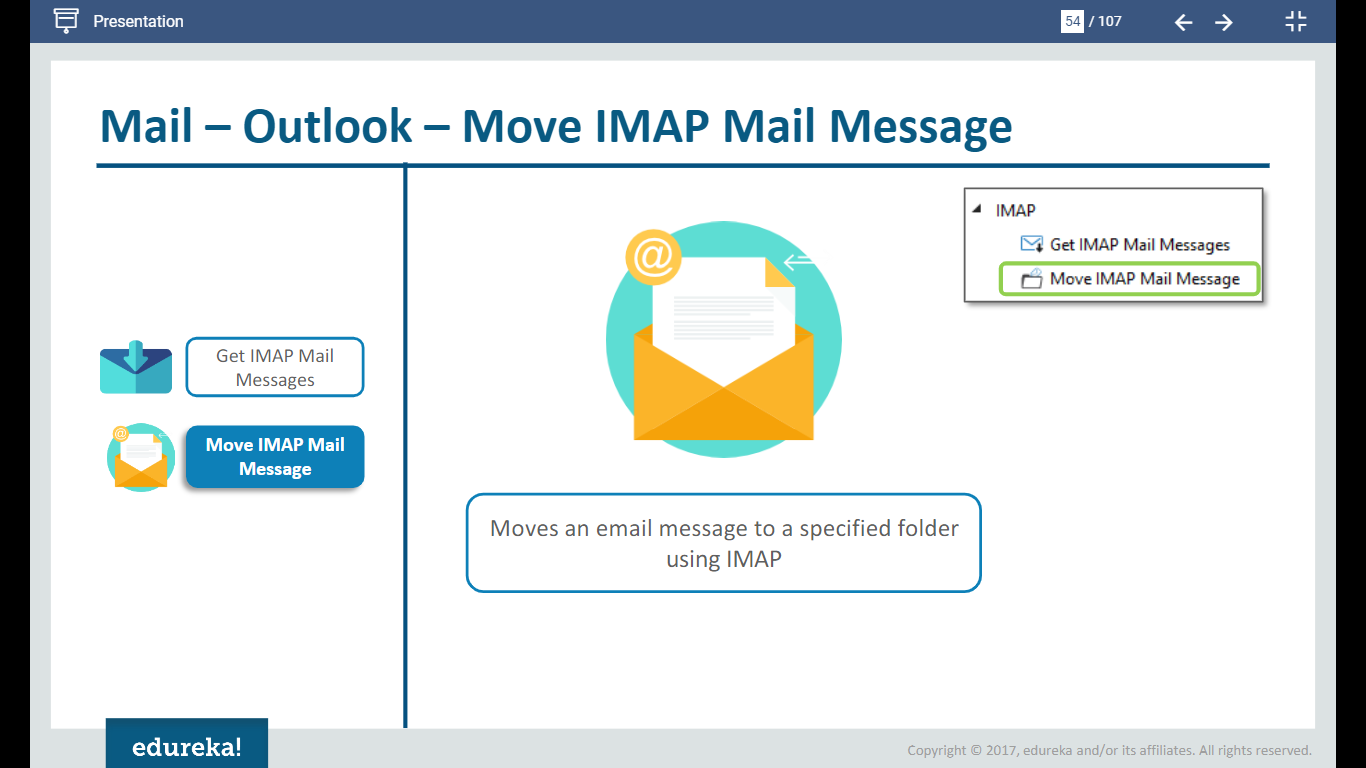 Presentation
54 / 107
Mail – Outlook – Move IMAP Mail Message
IMAP
Get IMAP Mail Messages
Move IMAP Mail Message
@
Get IMAP Mail
Messages
@
Move IMAP Mail
Message
Moves an email message to a specified folder
using IMAP
edureka!
Copyright © 2017, edureka and/or its affiliates. All rights reserved.